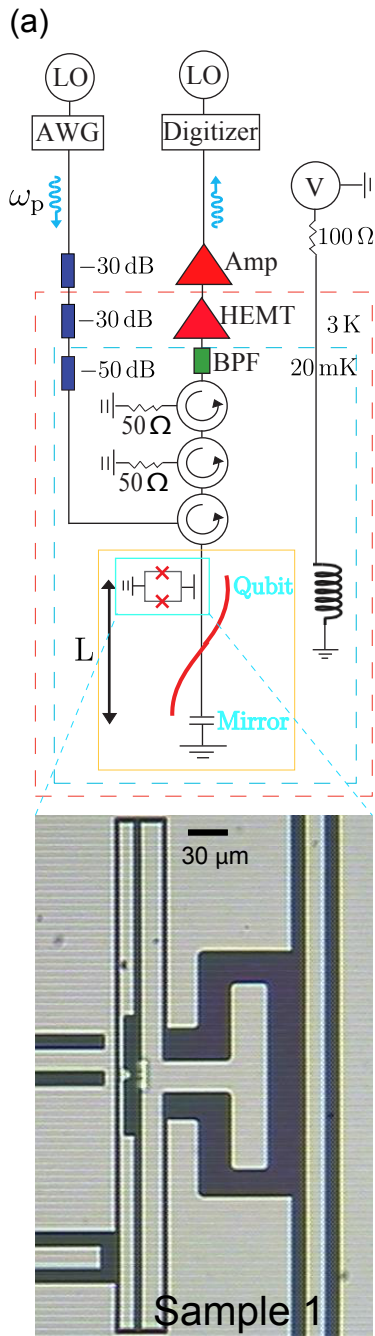 (a)
LO
LO
AWG
Digitizer
V
ωp
100 Ω
−30 dB
Amp
−30 dB
HEMT
3 K
−50 dB
BPF
20 mK
50 Ω
50 Ω
Qubit
L
Mirror
30 µm
Sample 1